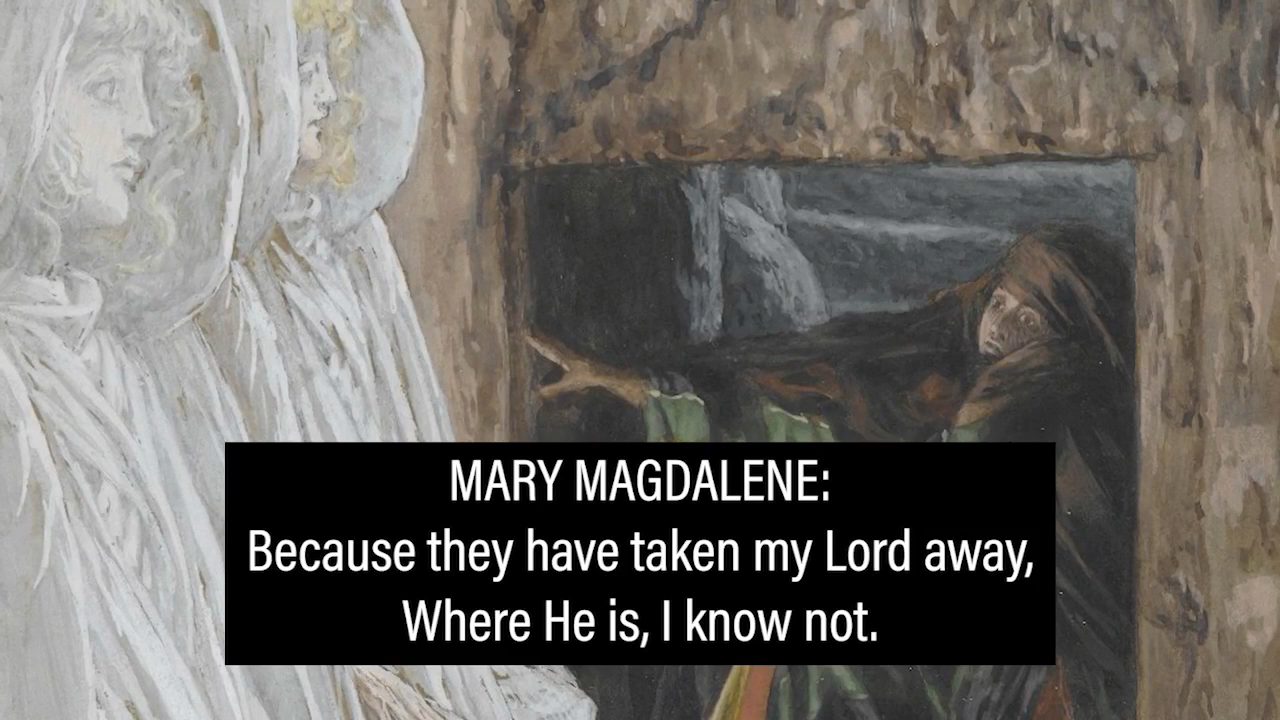 MARY MAGDALENE:
Because they have taken my Lord away,
Where He is, I know not.